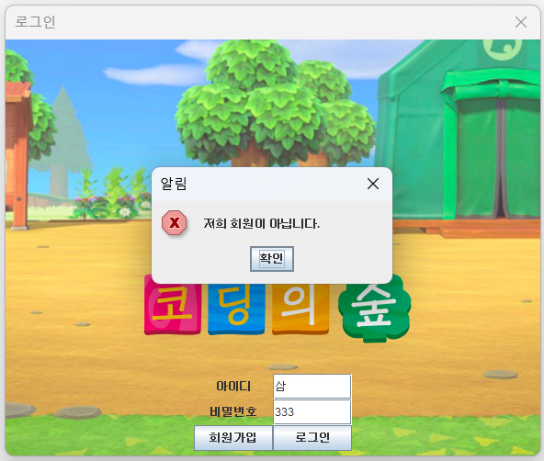 로그인
알림
저희 회원이 아닙니다.
확인
코딩의숲
아이디 삼
비밀번호 333
회원가입 로그인